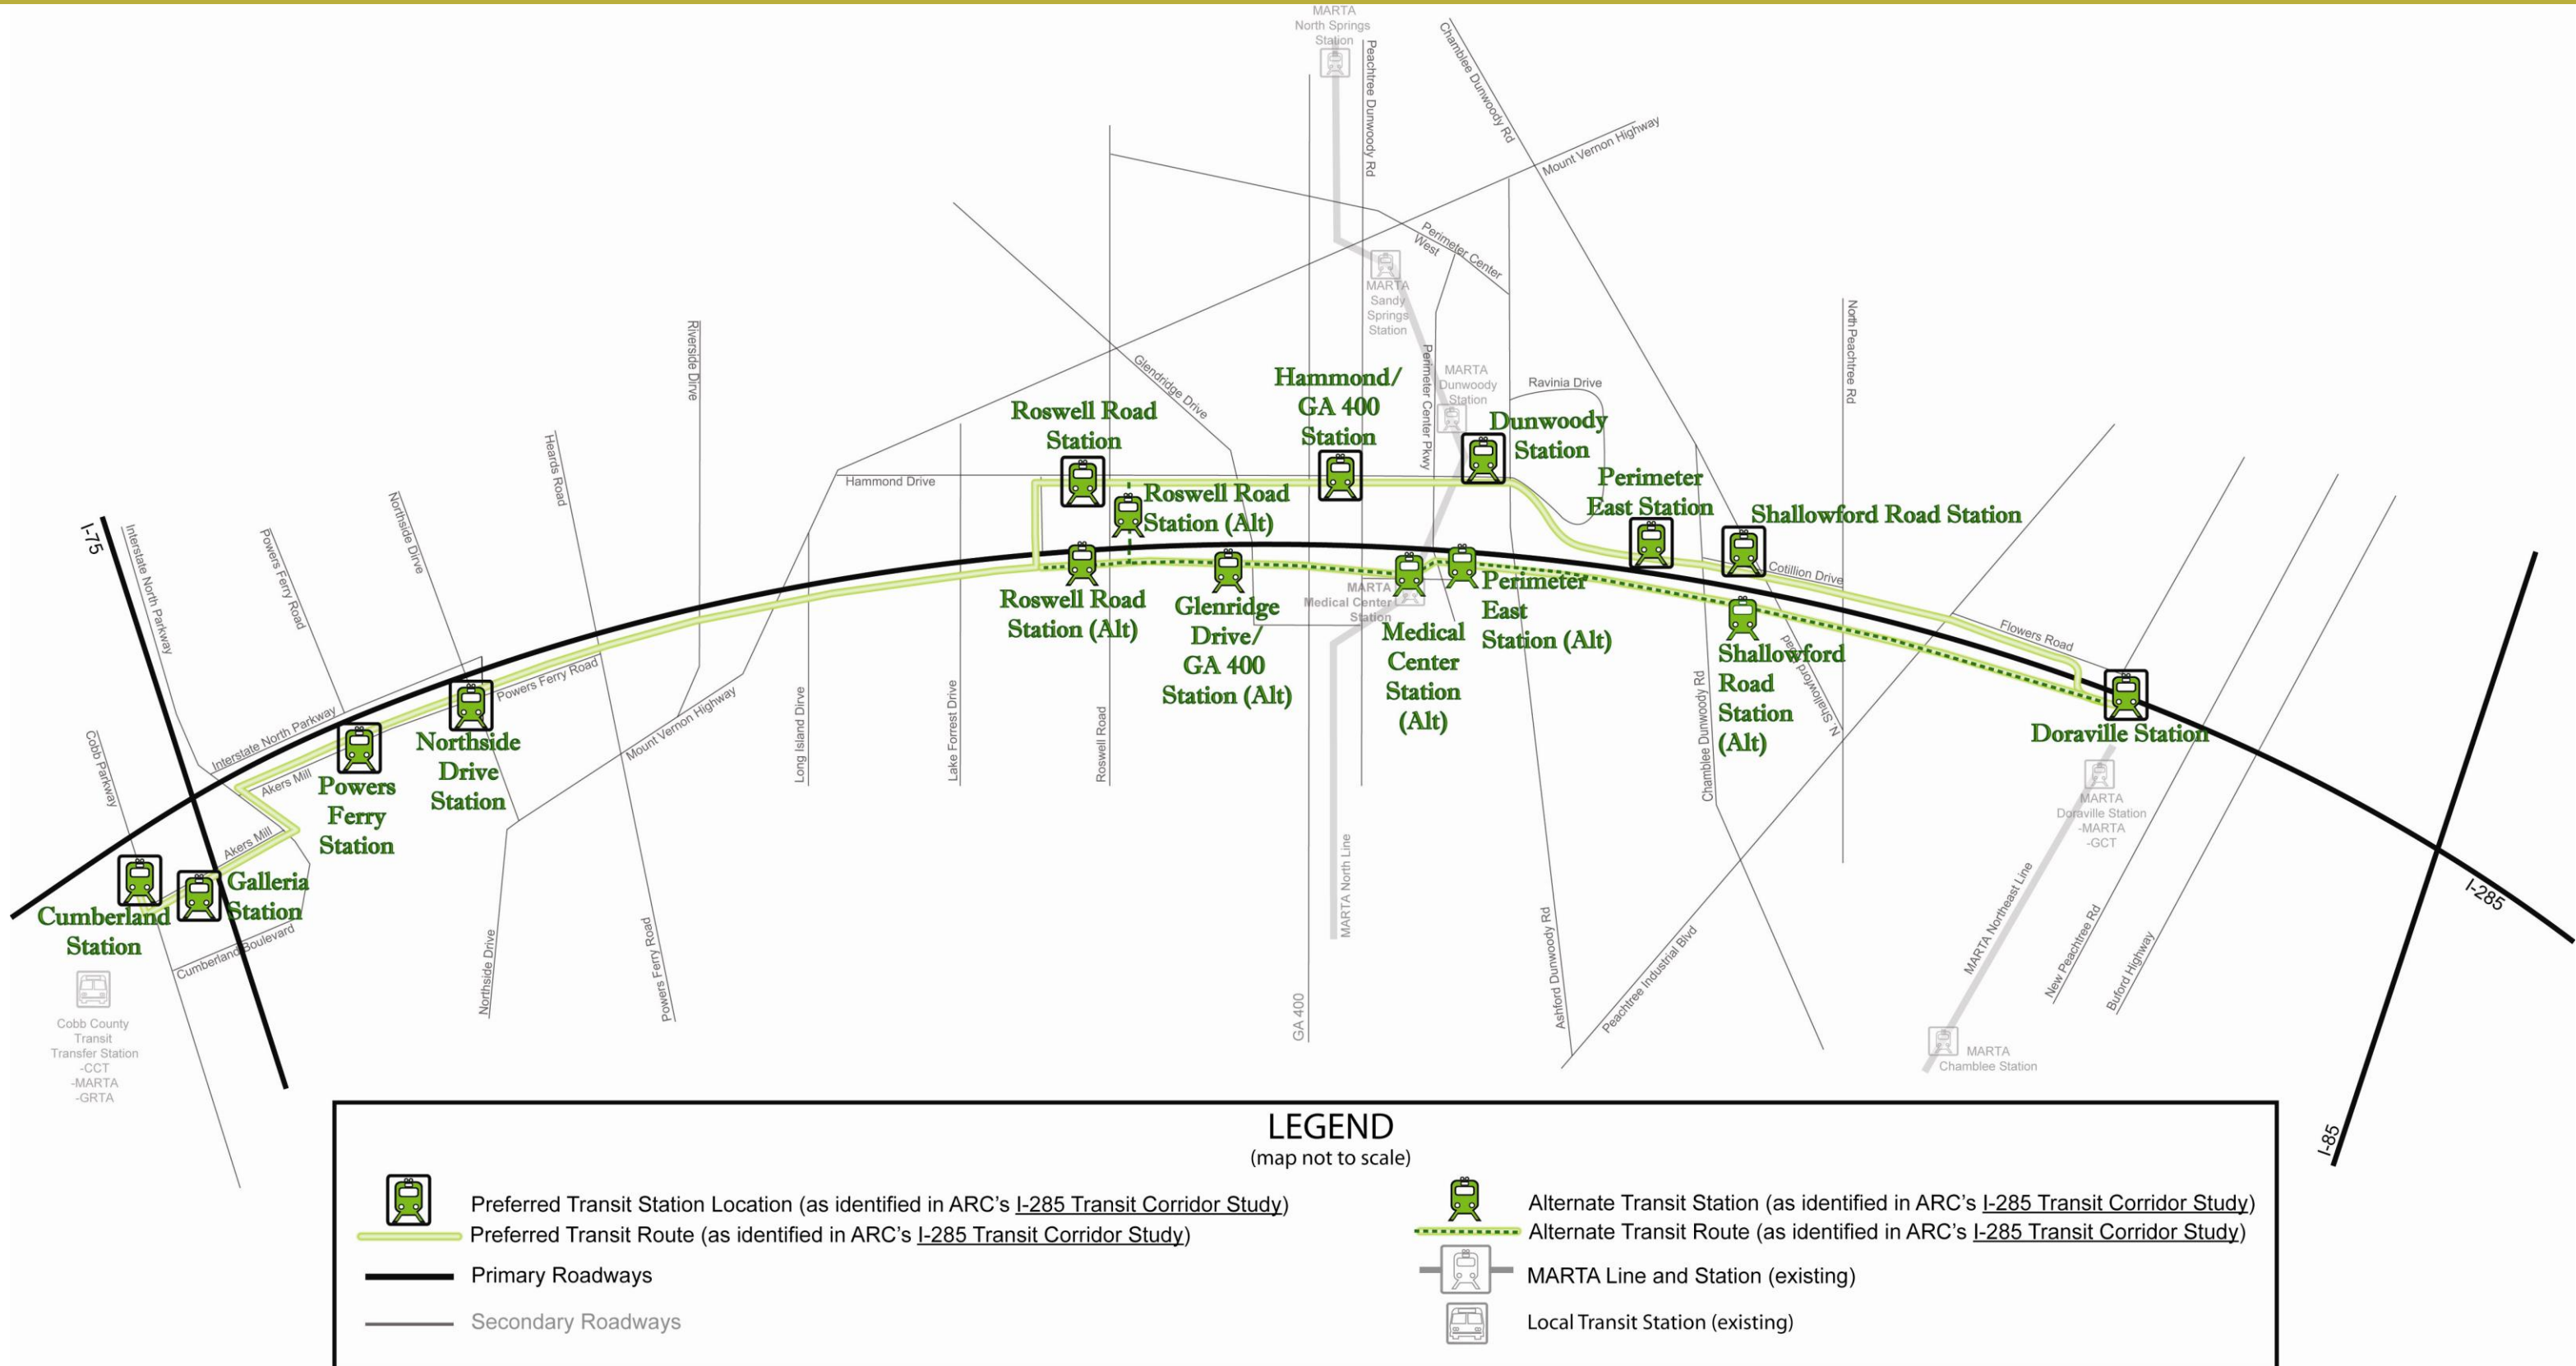 MARTA
North Springs
Station
Peachtree Dunwoody Rd
Chamblee Dunwoody Rd
Mount Vernon Highway
Perimeter Center
West
MARTA
Sandy
Springs
Station
Riverside Dirve
Glendridge Drive
Perimeter Center Pkwy
MARTA
Dunwoody
Station
Ravinia Drive
North Peachtree Rd
Hammond/
GA 400
Station
Roswell Road
Station
Dunwoody
Station
Heards Road
Hammond Drive
Roswell Road
Station (Alt)
Perimeter
East Station
Shallowford Road Station
I-75
Interstate North Parkway
Powers Ferry Road
Northside Dirve
Cotillion Drive
MARTA
Medical Center
Station
Roswell Road
Station (Alt)
Glenridge
Drive/
GA 400
Station (Alt)
Medical
Center
Station
(Alt)
Perimeter
East
Station (Alt)
Shallowford
Road
Station
(Alt)
N. Shallowford Road
Flowers Road
Doraville Station
Powers Ferry Road
Interstate North Parkway
Akers Mill
Northside
Drive
Station
Powers
Ferry
Station
Mount Vernon Highway
Long Island Dirve
Lake Forrest Drive
Roswell Road
Chamblee Dunwoody Rd
Cobb Parkway
Akers Mill
Galleria
Station
Cumberland
Station
Cumberland Boulevard
Northside Drive
Powers Ferry Road
MARTA North Line
GA 400
Ashford Dunwoody Rd
Peachtree Industrial Blvd
MARTA
Doraville Station
-MARTA
-GCT
MARTA Northeast Line
New Peachtree Rd
Buford Highway
I-285
I-85
MARTA
Chamblee Station
Cobb County
Transit
Transfer Station
-CCT
-MARTA
-GRTA
LEGEND
(map not to scale)
Preferred Transit Station Location (as identified in ARC's I-285 Transit Corridor Study)
Preferred Transit Route (as identified in ARC's I-285 Transit Corridor Study)
Primary Roadways
Secondary Roadways
Alternate Transit Station (as identified in ARC's I-285 Transit Corridor Study)
Alternate Transit Route (as identified in ARC's I-285 Transit Corridor Study)
MARTA Line and Station (existing)
Local Transit Station (existing)